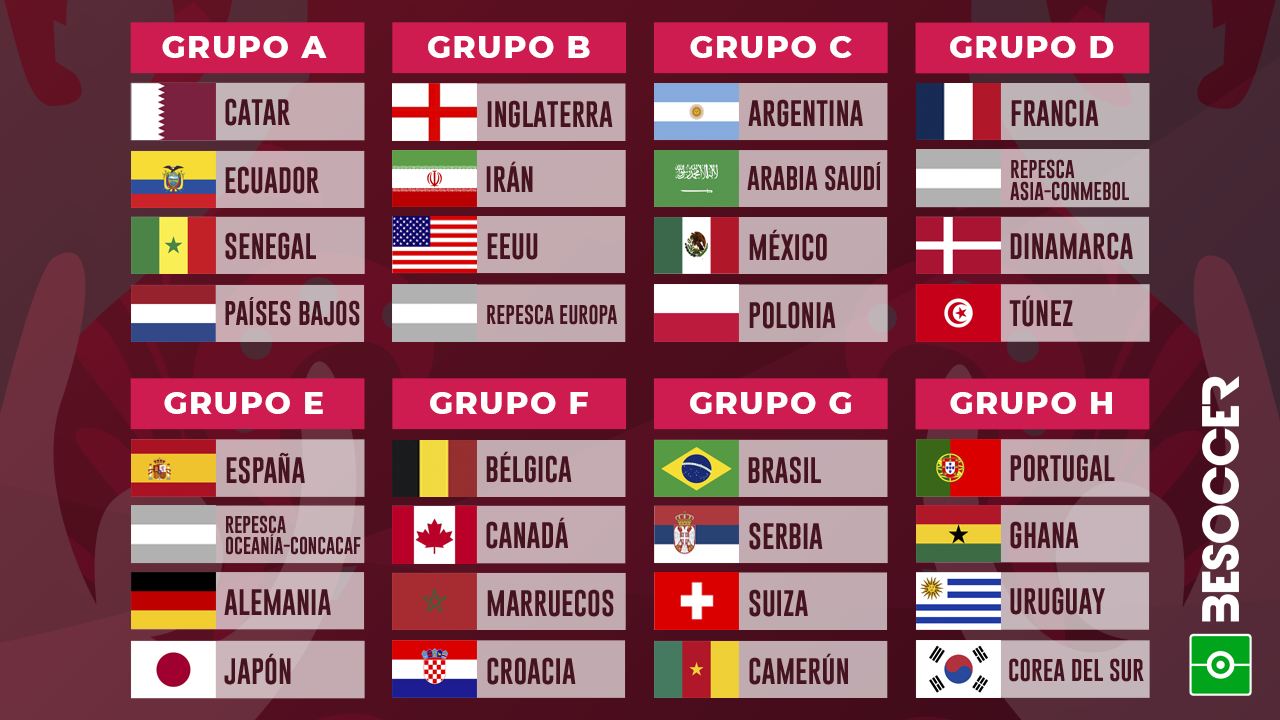 GRUPO A
CATAR
ECUADOR
SENEGAL
PAÍSES BAJOS
GRUPO B
INGLATERRA
IRÁN
EEUU
REPESCA EUROPA
GRUPO C
ARGENTINA
ARABIA SAUDÍ
MÉXICO
POLONIA
GRUPO D
FRANCIA
REPESCA
ASIA-CONMEBOL
DINAMARCA
TÚNEZ
GRUPO E
ESPAÑA
REPESCA
OCEANÍA-CONCACAF
ALEMANIA
JAPÓN
GRUPO F
BÉLGICA
CANADÁ
MARRUECOS
CROACIA
GRUPO G
BRASIL
SERBIA
SUIZA
CAMERÚN
GRUPO H
PORTUGAL
GHANA
URUGUAY
COREA DEL SUR
BESOCCER